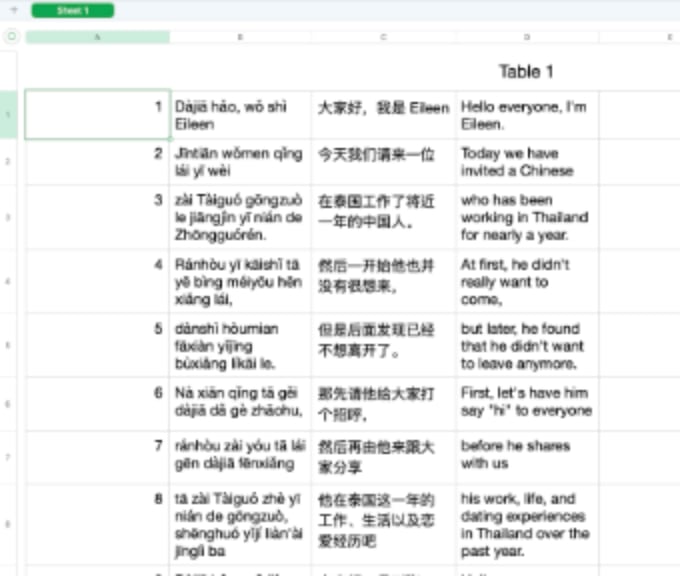 Sheet 1
A B C D E
Table 1
1
1
Dàjiā hǎo, wǒ shì
Eileen
大家好，我是 Eileen
Hello everyone, I'm
Eileen.
2
2
Jīntiān wǒmen qǐng
lái yī wèi
今天我们请来一位
Today we have
invited a Chinese
3
3
zài Tàiguó gōngzuò
le jiāngjìn yī nián de
Zhōngguórén.
在泰国工作了将近
一年的中国人。
who has been
working in Thailand
for nearly a year.
4
4
Ránhòu yī kāishǐ tā
yě bìng méiyǒu hěn
xiǎng lái,
然后一开始他也并
没有很想来，
At first, he didn't
really want to
come,
5
5
dànshì hòumian
fāxiàn yǐjīng
bùxiǎng líkāi le.
但是后面发现已经
不想离开了。
but later, he found
that he didn't want
to leave anymore.
6
6
Nà xiān qǐng tā gěi
dàjiā dǎ gè zhāohu,
那先请他给大家打
个招呼，
First, let's have him
say "hi" to everyone
7
7
ránhòu zài yóu tā lái
gēn dàjiā fēnxiǎng
然后再由他来跟大
家分享
before he shares
with us
8
8
tā zài Tàiguó zhè yī
nián de gōngzuò,
shēnghuó yǐjí liàn'ài
jīnglì ba
他在泰国这一年的
工作、生活以及恋
爱经历吧
his work, life, and
dating experiences
in Thailand over the
past year.